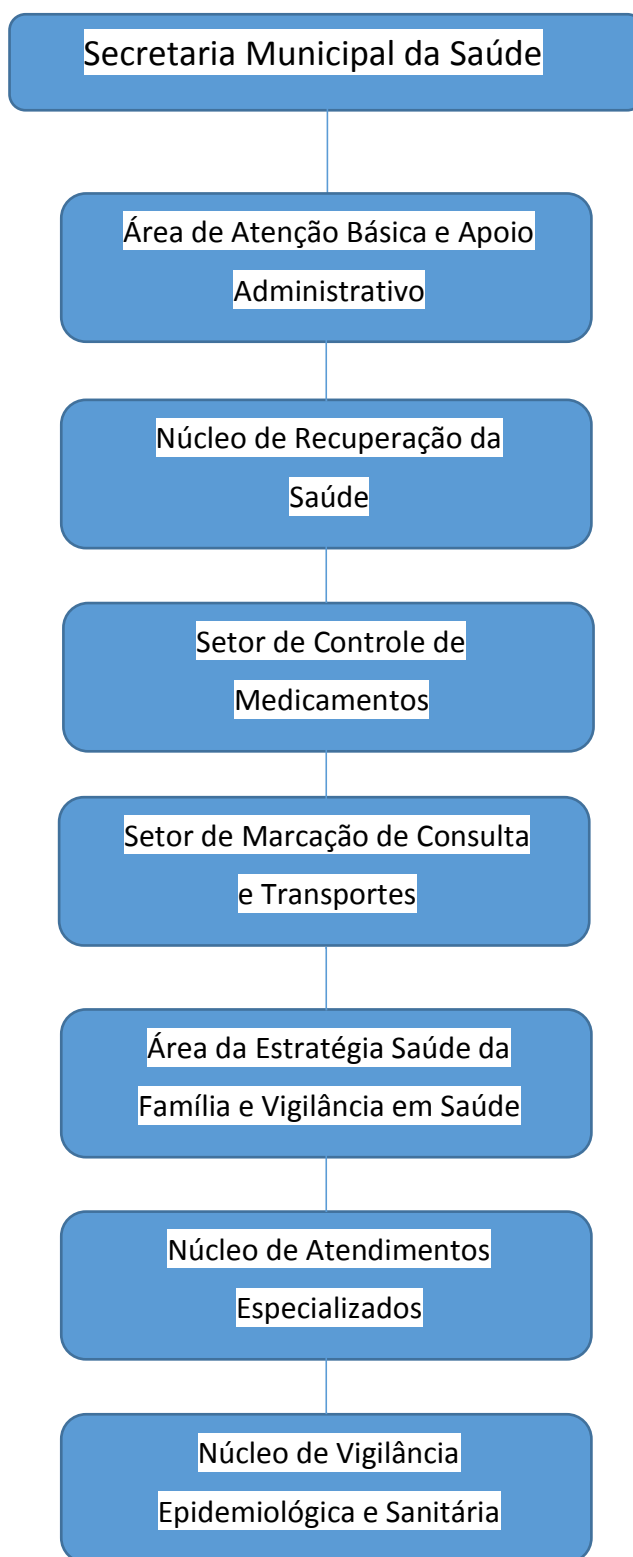 Secretaria Municipal da Saúde
Área de Atenção Básica e Apoio
Administrativo
Núcleo de Recuperação da
Saúde
Setor de Controle de
Medicamentos
Setor de Marcação de Consulta
e Transportes
Área da Estratégia Saúde da
Família e Vigilância em Saúde
Núcleo de Atendimentos
Especializados
Núcleo de Vigilância
Epidemiológica e Sanitária